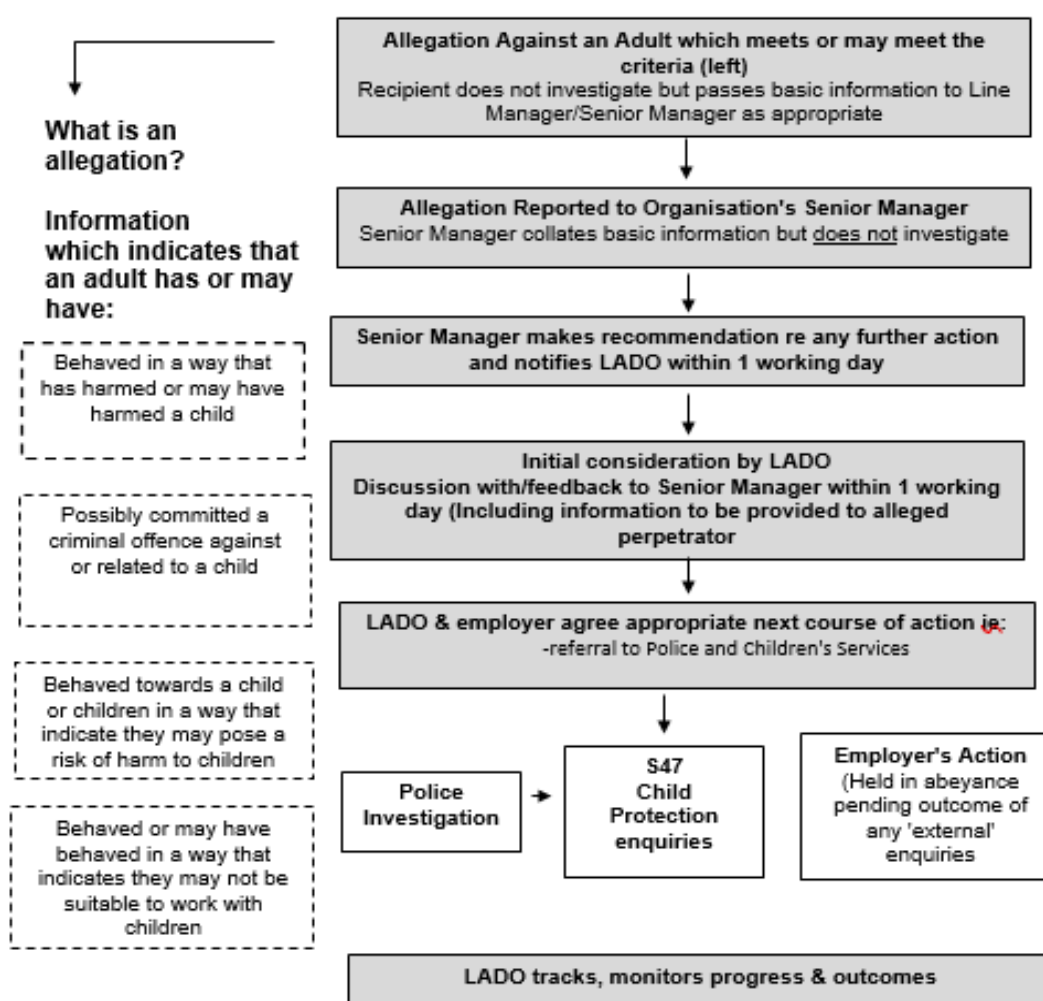 Allegation Against an Adult which meets or may meet the
criteria (left)
Recipient does not investigate but passes basic information to Line
Manager/Senior Manager as appropriate
What is an
allegation?
Information
which indicates that
an adult has or may
have:
Behaved in a way that
has harmed or may have
harmed a child
Possibly committed a
criminal offence against
or related to a child
Behaved towards a child
or children in a way that
indicate they may pose a
risk of harm to children
Behaved or may have
behaved in a way that
indicates they may not be
suitable to work with
children
Allegation Reported to Organisation's Senior Manager
Senior Manager collates basic information but does not investigate
Senior Manager makes recommendation re any further action
and notifies LADO within 1 working day
Initial consideration by LADO
Discussion with/feedback to Senior Manager within 1 working
day (Including information to be provided to alleged
perpetrator
LADO & employer agree appropriate next course of action ie:
-referral to Police and Children's Services
Police
Investigation
S47
Child
Protection
enquiries
Employer's Action
(Held in abeyance
pending outcome of
any 'external'
enquiries
LADO tracks, monitors progress & outcomes